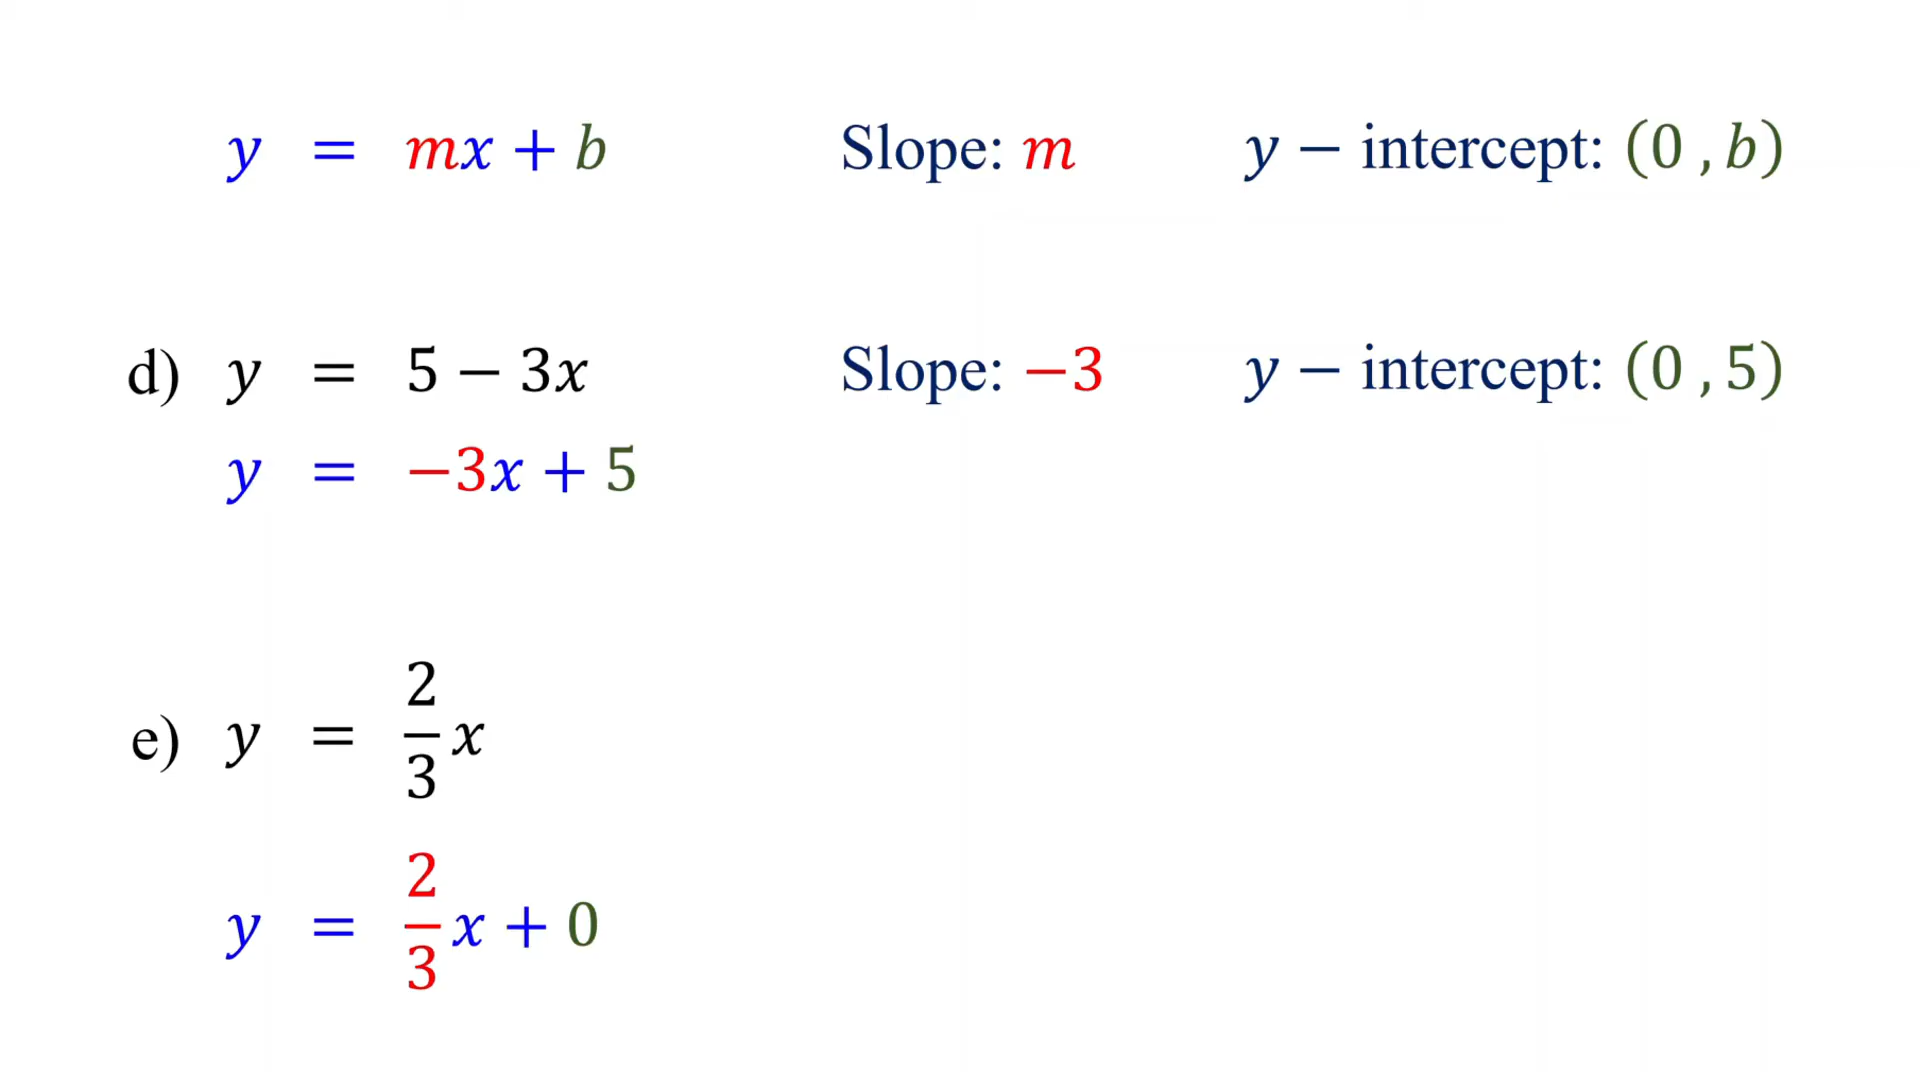 y = mx + b Slope: m y − intercept: (0 , b)
d) y = 5 − 3x Slope: −3 y − intercept: (0 , 5)
y = −3x + 5
e) y = 2/3 x
y = 2/3 x + 0